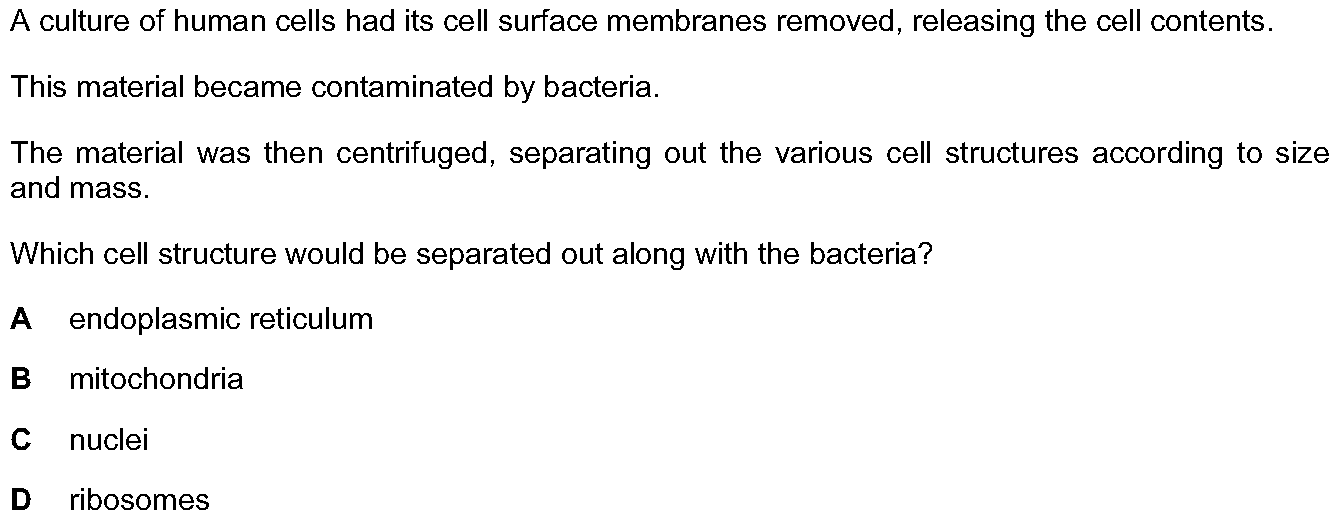 A culture of human cells had its cell surface membranes removed, releasing the cell contents.
This material became contaminated by bacteria.
The material was then centrifuged, separating out the various cell structures according to size
and mass.
Which cell structure would be separated out along with the bacteria?
A endoplasmic reticulum
B mitochondria
C nuclei
D ribosomes